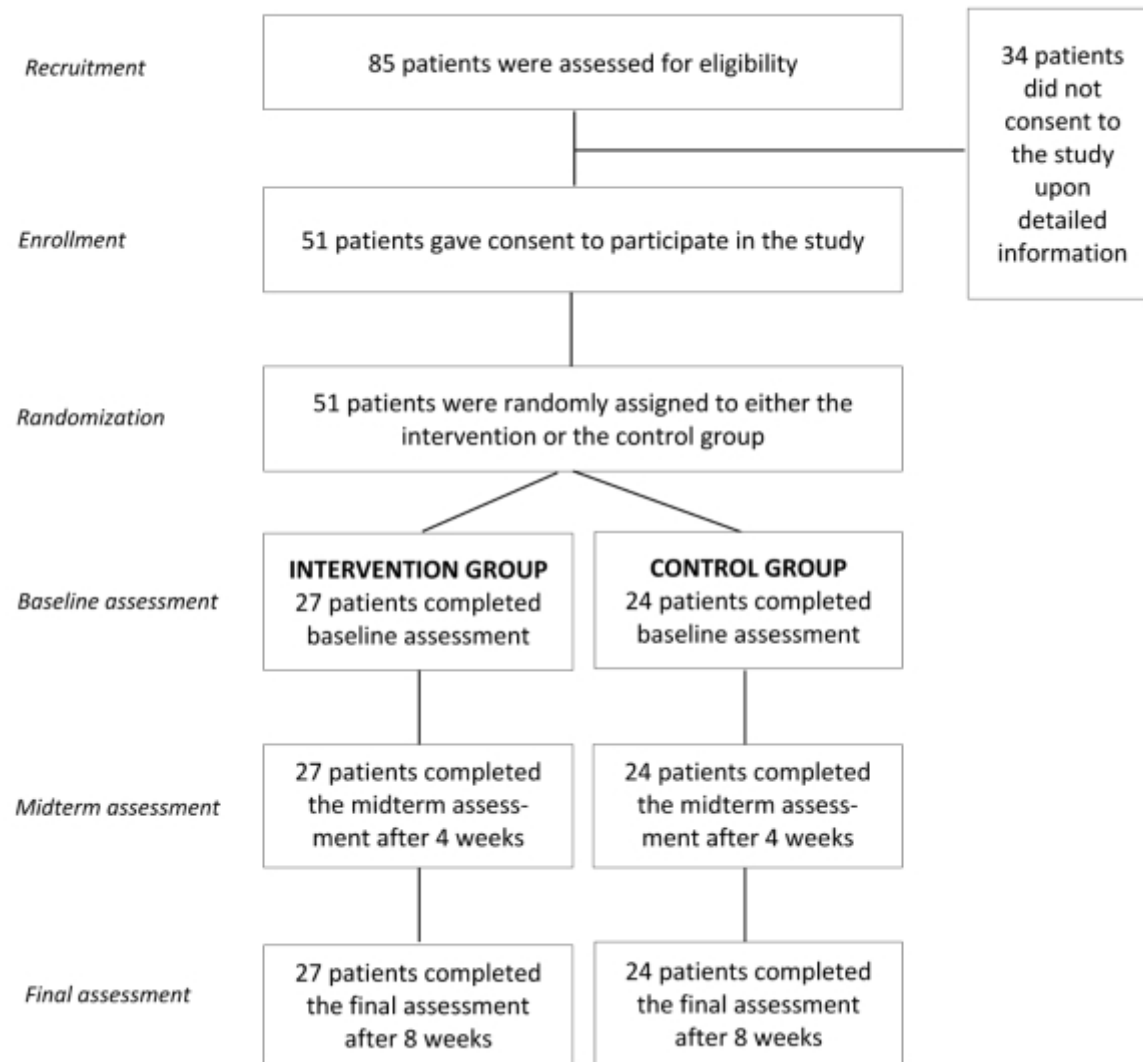 Recruitment
85 patients were assessed for eligibility
34 patients
did not
consent to
the study
upon
detailed
information
Enrollment
51 patients gave consent to participate in the study
Randomization
51 patients were randomly assigned to either the
intervention or the control group
Baseline assessment
INTERVENTION GROUP
27 patients completed
baseline assessment
CONTROL GROUP
24 patients completed
baseline assessment
Midterm assessment
27 patients completed
the midterm assess-
ment after 4 weeks
24 patients completed
the midterm assess-
ment after 4 weeks
Final assessment
27 patients completed
the final assessment
after 8 weeks
24 patients completed
the final assessment
after 8 weeks